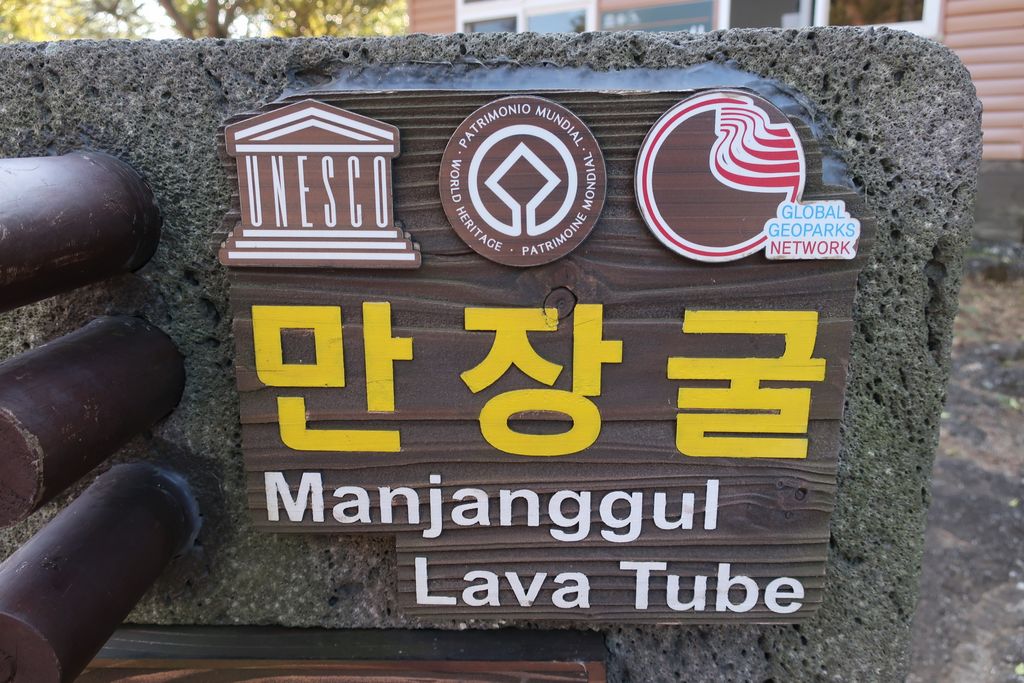 UNESCO
PATRIMONIO MUNDIAL · WORLD HERITAGE · PATRIMOINE MONDIAL ·
GLOBAL
GEOPARKS
NETWORK
만장굴
Manjanggul
Lava Tube